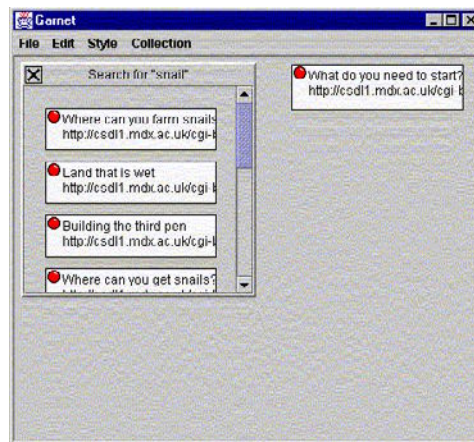 Garnet
File Edit Style Collection
Search for "snail"
Where can you farm snails
http://csdl1.mdx.ac.uk/cgi-b
Land that is wet
http://csdl1.mdx.ac.uk/cgi-b
Building the third pen
http://csdl1.mdx.ac.uk/cgi-b
Where can you get snails?
What do you need to start?
http://csdl1.mdx.ac.uk/cgi-b